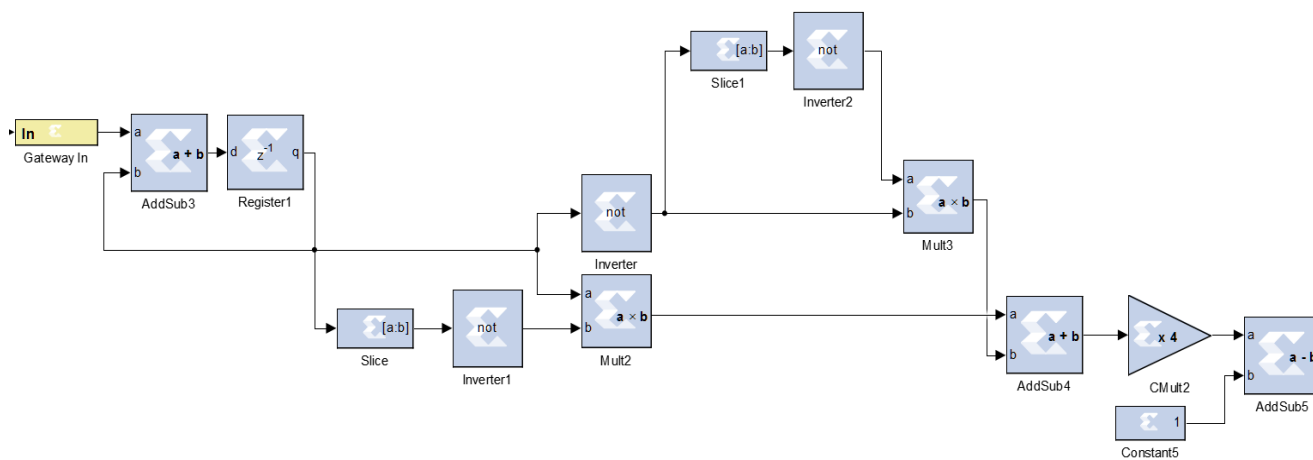 [a:b]
not
Slice1
Inverter2
In
Gateway In
a
b
a + b
AddSub3
d
z-1
q
Register1
not
Inverter
a
b
a × b
Mult3
[a:b]
Slice
not
Inverter1
a
b
a × b
Mult2
a
b
a + b
AddSub4
x 4
CMult2
a
b
a - b
AddSub5
1
Constant5